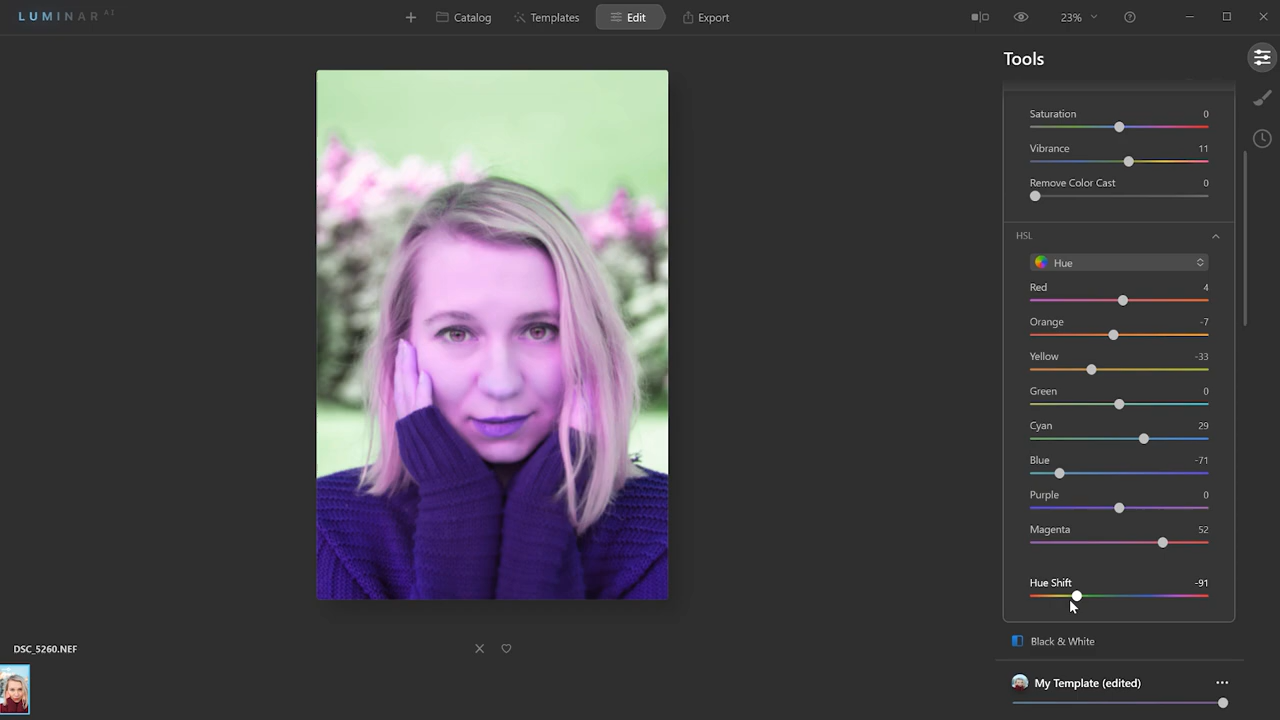 LUMINAR AI
Catalog Templates Edit Export 23%
Tools
Saturation 0
Vibrance 11
Remove Color Cast 0
HSL
Hue
Red 4
Orange -7
Yellow -33
Green 0
Cyan 29
Blue -71
Purple 0
Magenta 52
Hue Shift -91
Black & White
DSC_5260.NEF
My Template (edited)